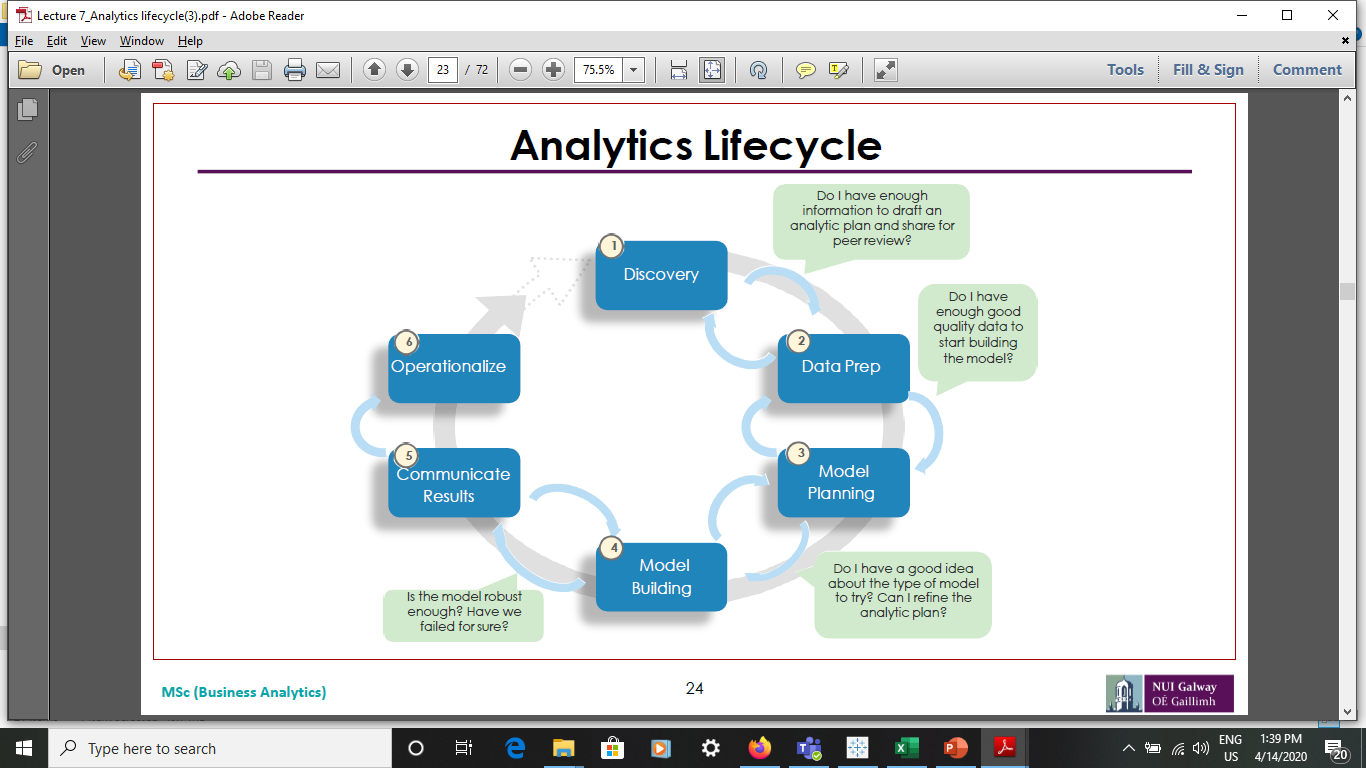 Lecture 7_Analytics lifecycle(3).pdf - Adobe Reader
File Edit View Window Help
Open
23 / 72
75.5%
Tools Fill & Sign Comment
Analytics Lifecycle
Do I have enough
information to draft an
analytic plan and share for
peer review?
1
Discovery
Do I have
enough good
quality data to
start building
the model?
2
Data Prep
6
Operationalize
3
Model
Planning
5
Communicate
Results
4
Model
Building
Do I have a good idea
about the type of model
to try? Can I refine the
analytic plan?
Is the model robust
enough? Have we
failed for sure?
MSc (Business Analytics)
24
NUI Galway
OÉ Gaillimh
Type here to search
ENG
US
1:39 PM
4/14/2020
20